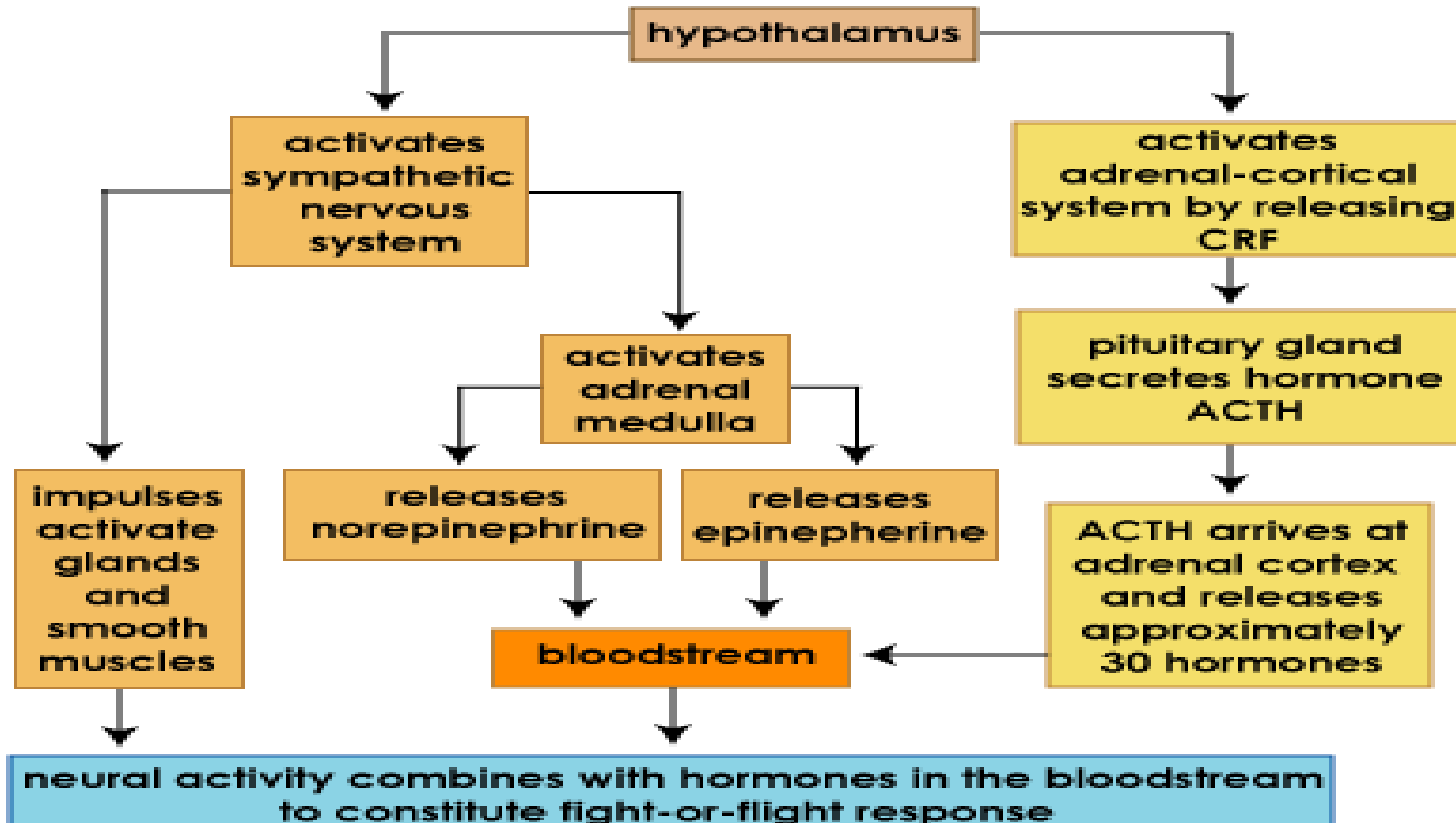 hypothalamus
activates
sympathetic
nervous
system
activates
adrenal-cortical
system by releasing
CRF
activates
adrenal
medulla
pituitary gland
secretes hormone
ACTH
impulses
activate
glands
and
smooth
muscles
releases
norepinephrine
releases
epinepherine
ACTH arrives at
adrenal cortex
and releases
approximately
30 hormones
bloodstream
neural activity combines with hormones in the bloodstream
to constitute fight-or-flight response